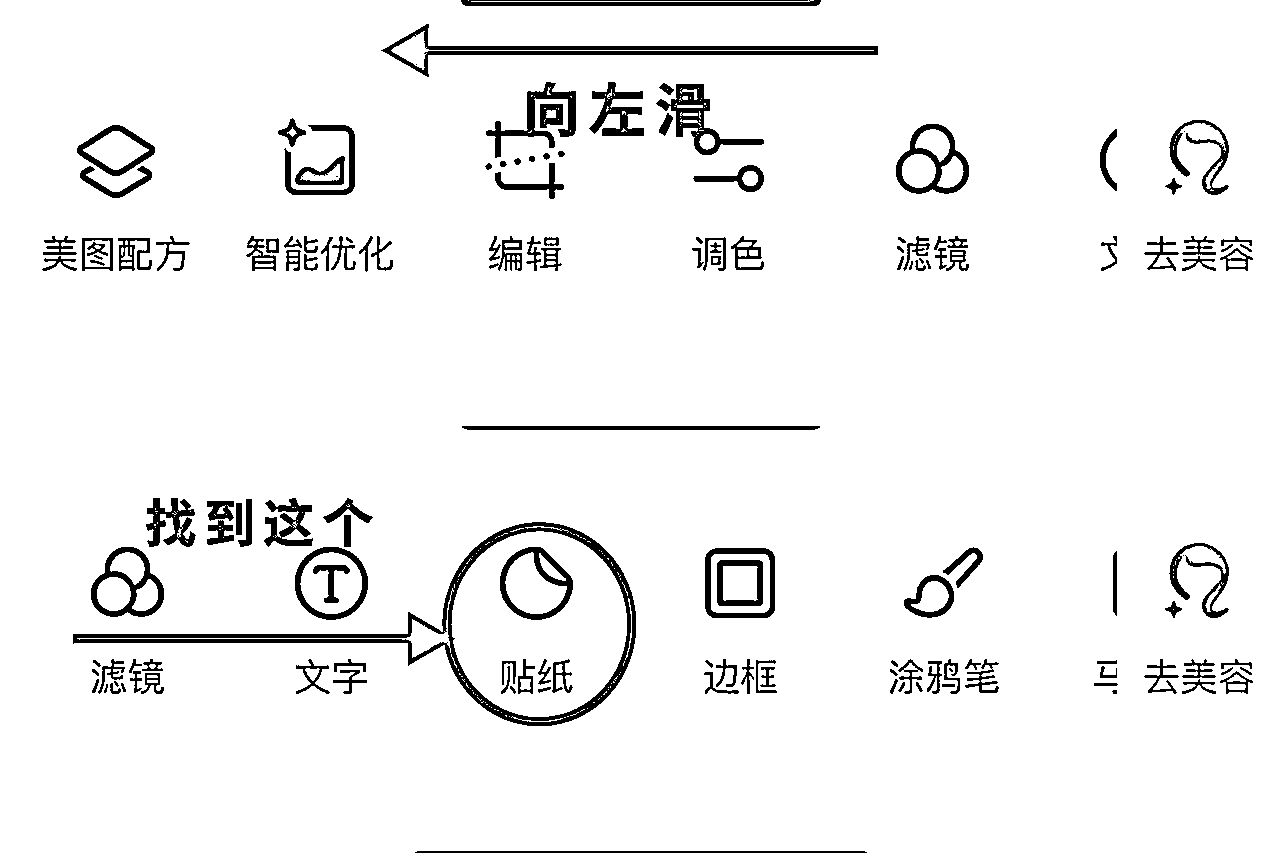 向左滑
美图配方 智能优化 编辑 调色 滤镜 去美容
找到这个
滤镜 文字 贴纸 边框 涂鸦笔 去美容